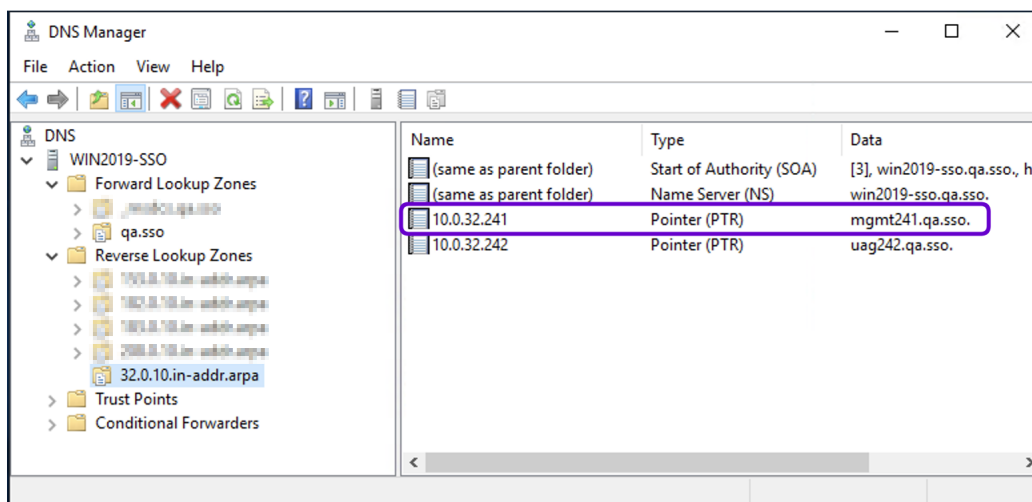 DNS Manager
File Action View Help
DNS
WIN2019-SSO
Forward Lookup Zones
qa.sso
Reverse Lookup Zones
32.0.10.in-addr.arpa
Trust Points
Conditional Forwarders
Name Type Data
(same as parent folder) Start of Authority (SOA) [3], win2019-sso.qa.sso., h
(same as parent folder) Name Server (NS) win2019-sso.qa.sso.
10.0.32.241 Pointer (PTR) mgmt241.qa.sso.
10.0.32.242 Pointer (PTR) uag242.qa.sso.